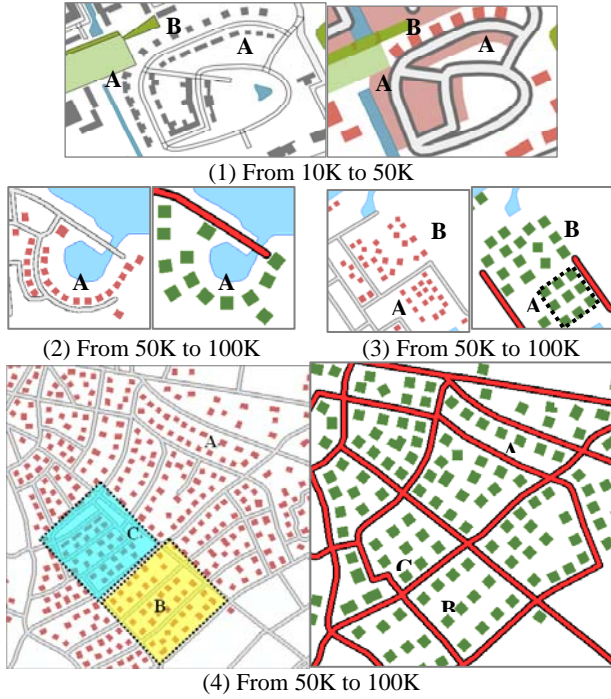 B
A
A
B
A
A
(1) From 10K to 50K
A
A
(2) From 50K to 100K
B
A
B
A
(3) From 50K to 100K
A
C
B
A
C
B
(4) From 50K to 100K